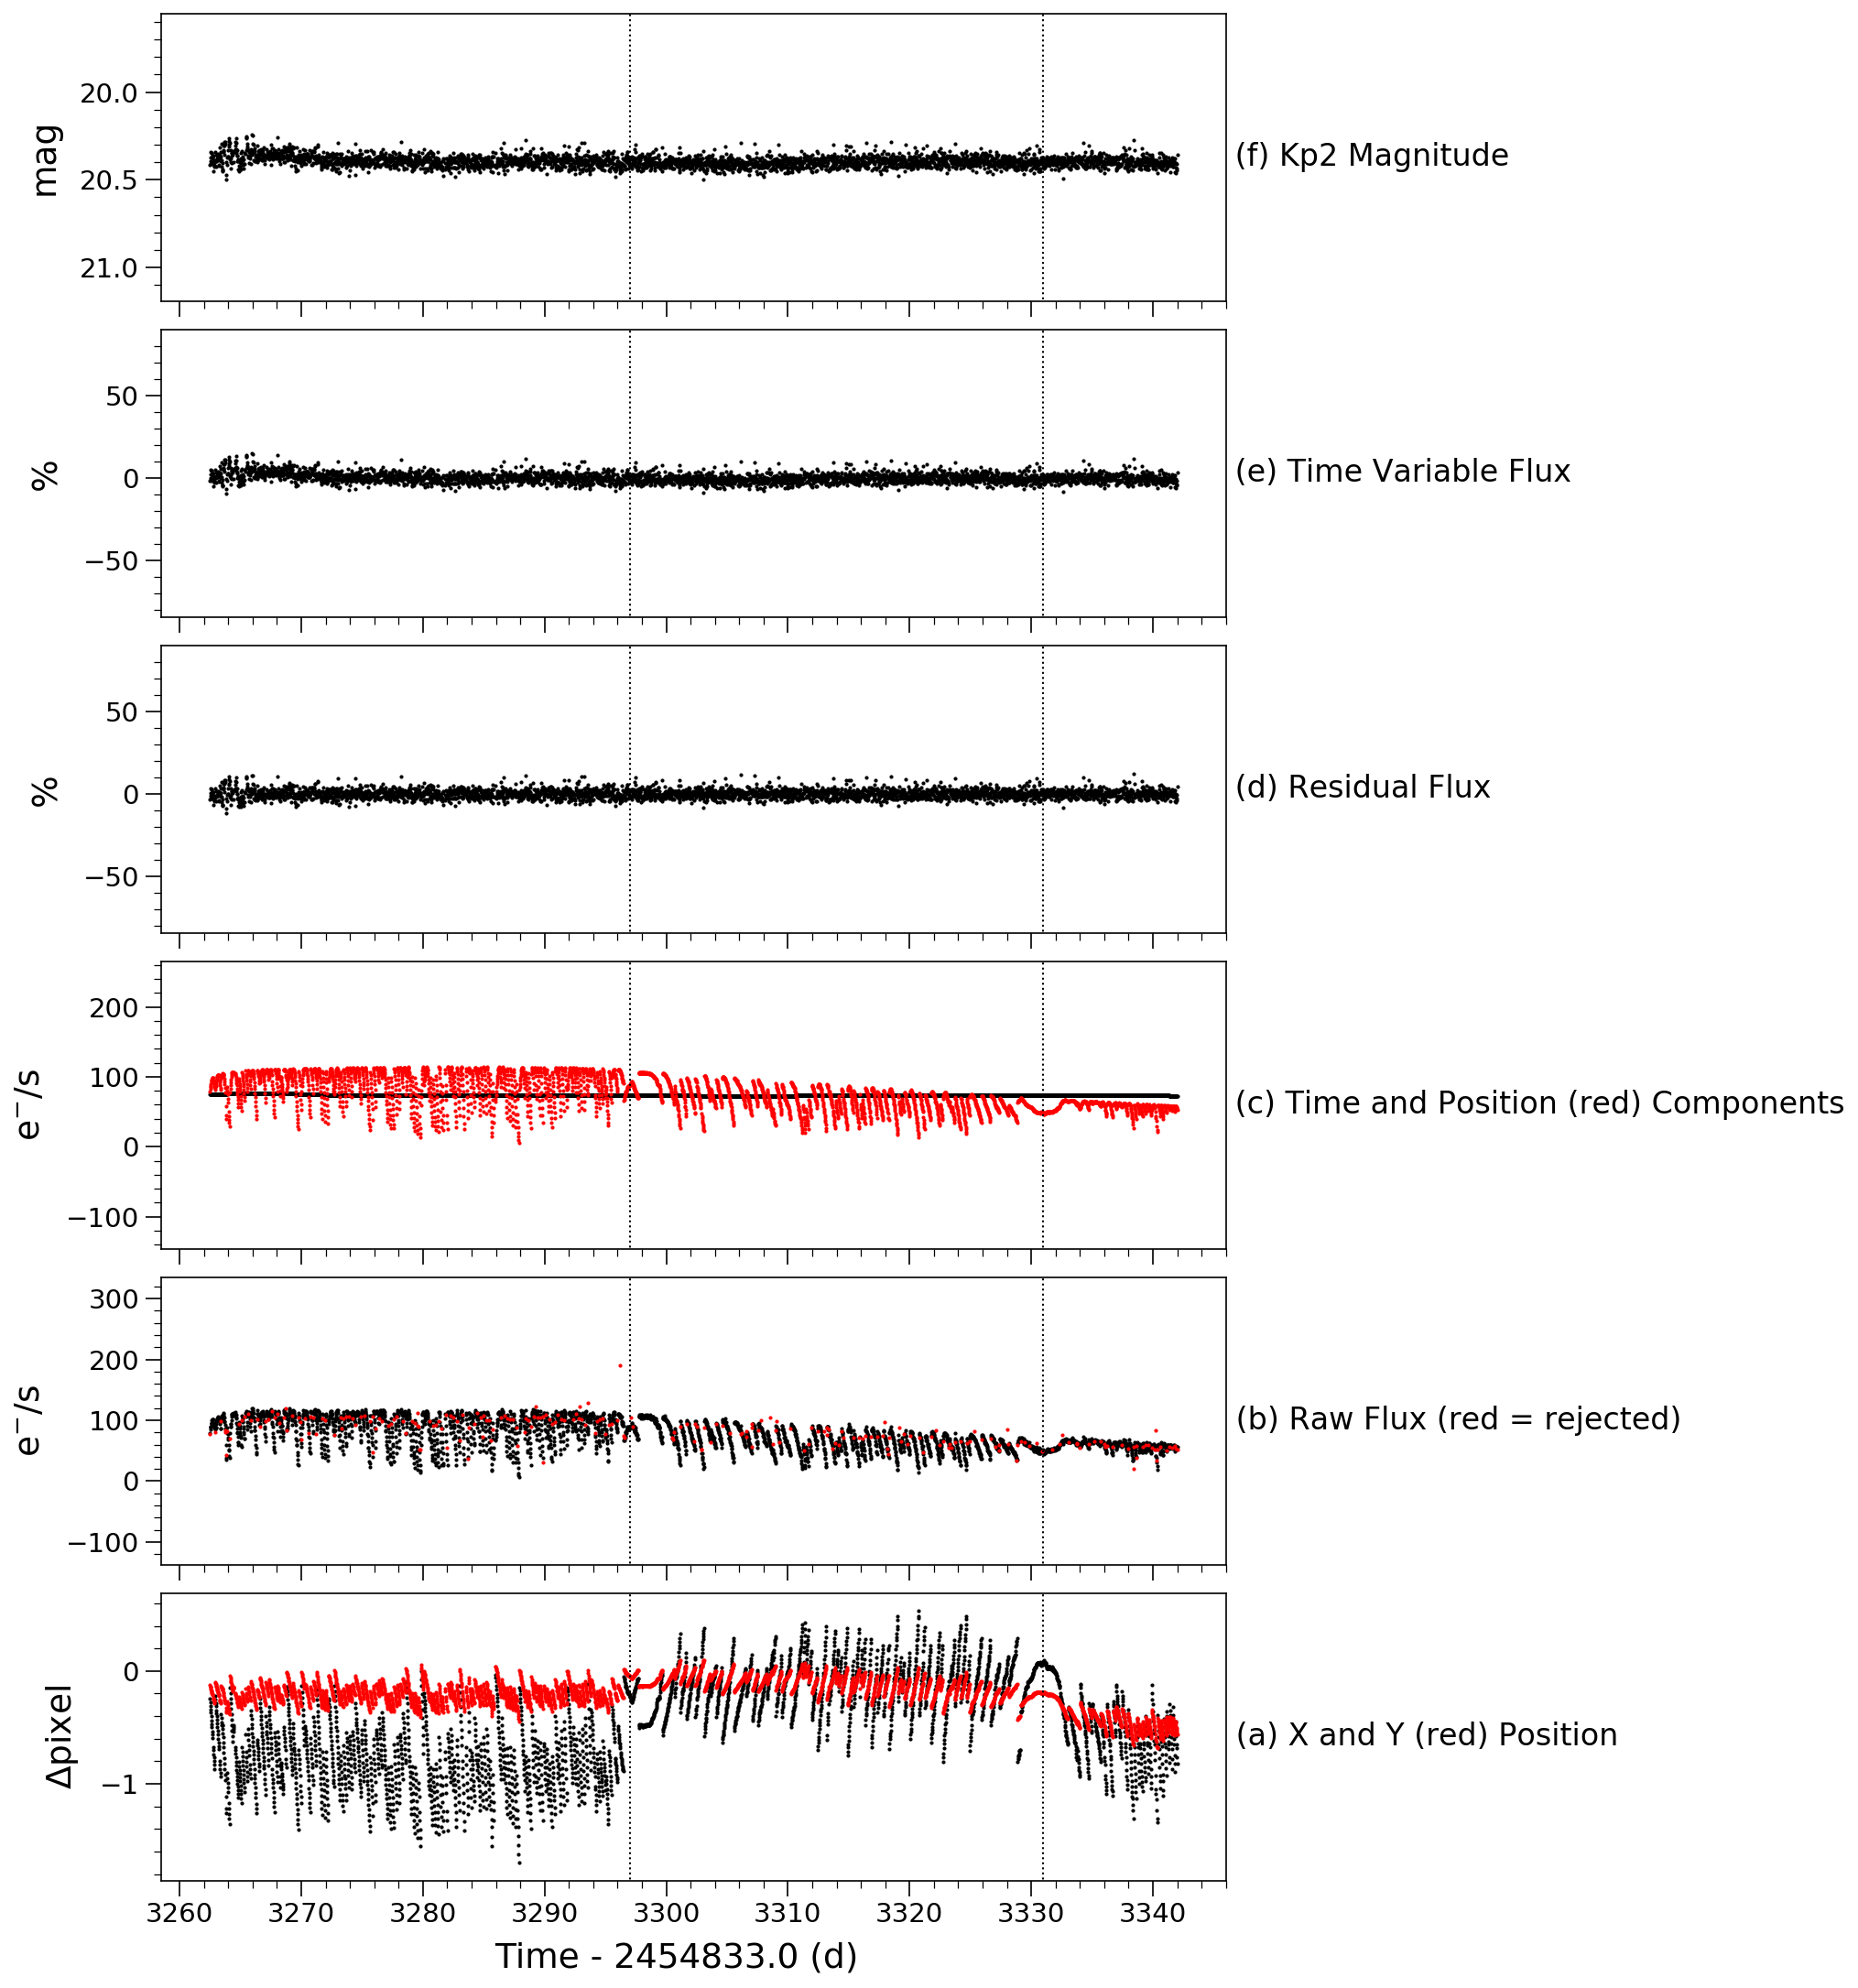 mag
20.0
20.5
21.0
(f) Kp2 Magnitude
%
50
0
−50
(e) Time Variable Flux
%
50
0
−50
(d) Residual Flux
e⁻/s
200
100
0
−100
(c) Time and Position (red) Components
e⁻/s
300
200
100
0
−100
(b) Raw Flux (red = rejected)
Δpixel
0
−1
(a) X and Y (red) Position
3260 3270 3280 3290 3300 3310 3320 3330 3340
Time - 2454833.0 (d)